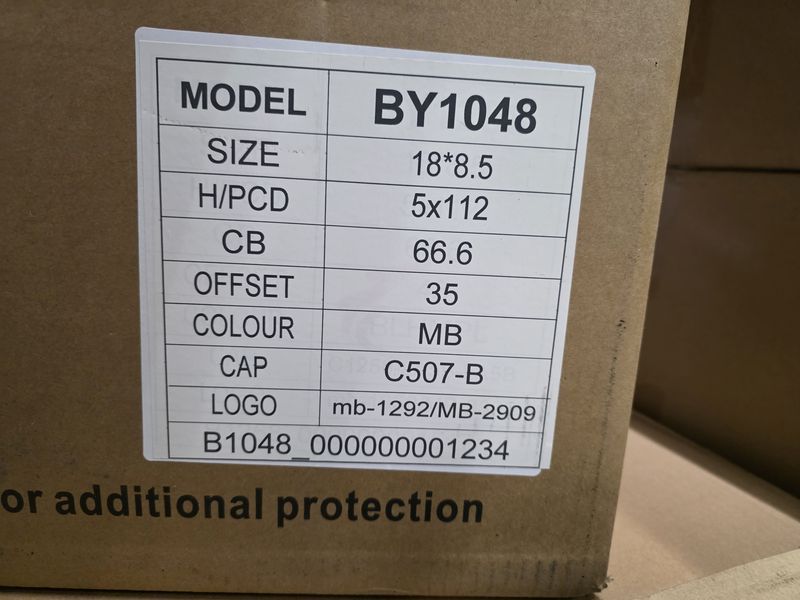 MODEL BY1048
SIZE 18*8.5
H/PCD 5x112
CB 66.6
OFFSET 35
COLOUR MB
CAP C507-B
LOGO mb-1292/MB-2909
B1048_000000001234
or additional protection